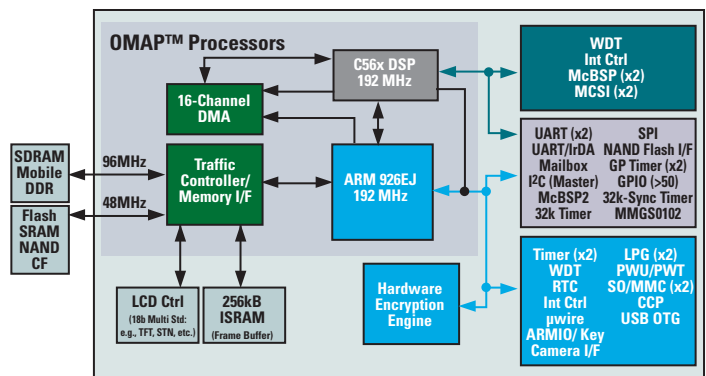 OMAP™ Processors
C56x DSP
192 MHz
16-Channel
DMA
Traffic
Controller/
Memory I/F
ARM 926EJ
192 MHz
SDRAM
Mobile
DDR
96MHz
Flash
SRAM
NAND
CF
48MHz
LCD Ctrl
(18b Multi Std:
e.g., TFT, STN, etc.)
256kB
ISRAM
(Frame Buffer)
Hardware
Encryption
Engine
WDT
Int Ctrl
McBSP (x2)
MCSI (x2)
UART (x2)
UART/IrDA
Mailbox
I²C (Master)
McBSP2
32k Timer
SPI
NAND Flash I/F
GP Timer (x2)
GPIO (>50)
32k-Sync Timer
MMGS0102
Timer (x2)
WDT
RTC
Int Ctrl
µwire
ARMIO/ Key
Camera I/F
LPG (x2)
PWU/PWT
SO/MMC (x2)
CCP
USB OTG